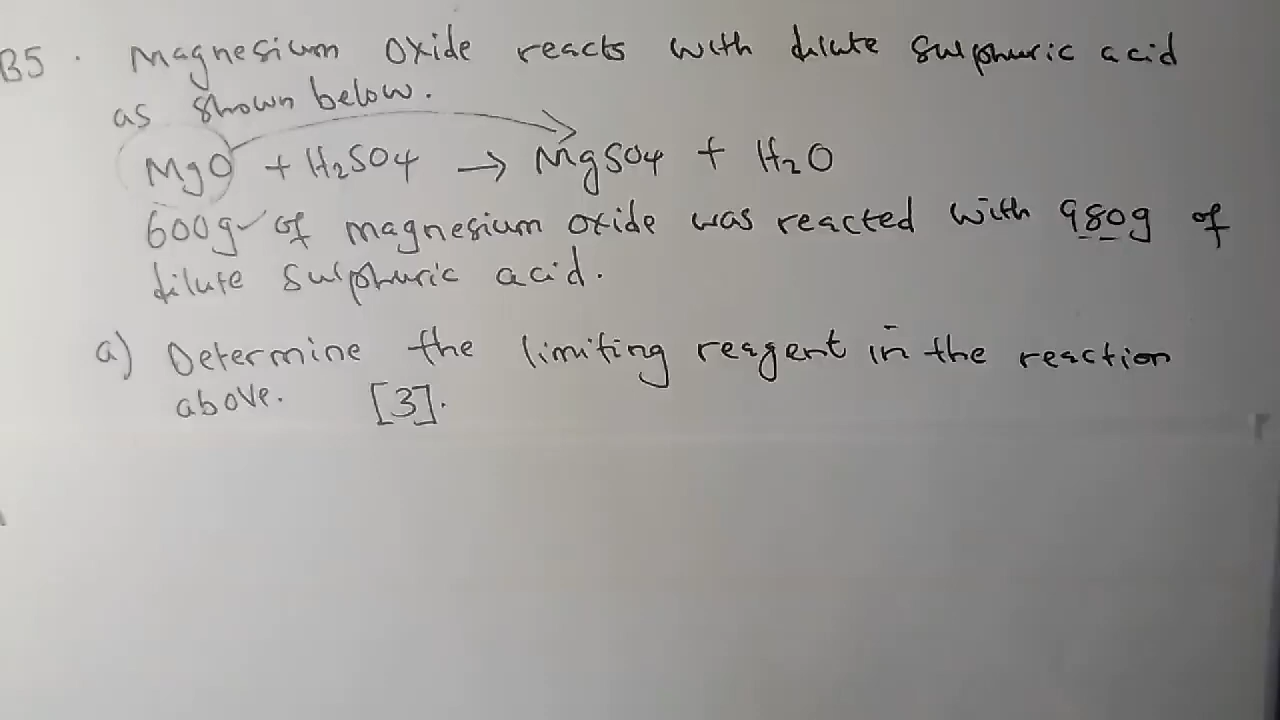 B5. Magnesium Oxide reacts with dilute sulphuric acid
as shown below.
MgO + H₂SO₄ → MgSO₄ + H₂O
600g of magnesium oxide was reacted with 980g of
dilute sulphuric acid.
a) Determine the limiting reagent in the reaction
above. [3].